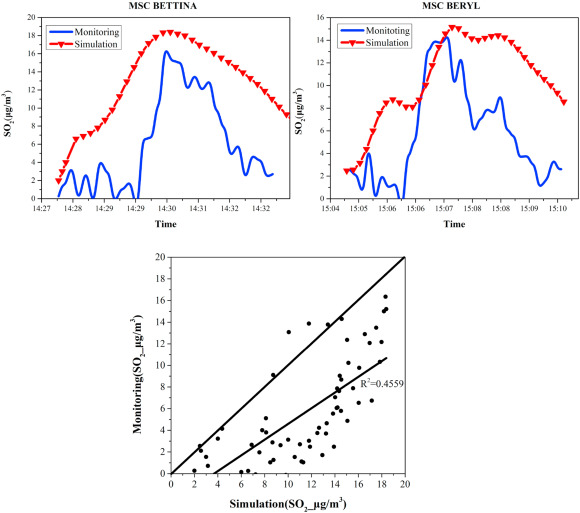 MSC BETTINA
20
18
16
14
12
10
8
6
4
2
0
SO2(μg/m3)
Monitoring
Simulation
14:27 14:28 14:29 14:29 14:30 14:31 14:32 14:32
Time
MSC BERYL
16
14
12
10
8
6
4
2
0
SO2(μg/m3)
Monitoting
Simulation
15:04 15:05 15:06 15:07 15:08 15:08 15:10
Time
20
18
16
14
12
10
8
6
4
2
0
Monitoring(SO2_μg/m3)
R2=0.4559
0 2 4 6 8 10 12 14 16 18 20
Simulation(SO2_μg/m3)